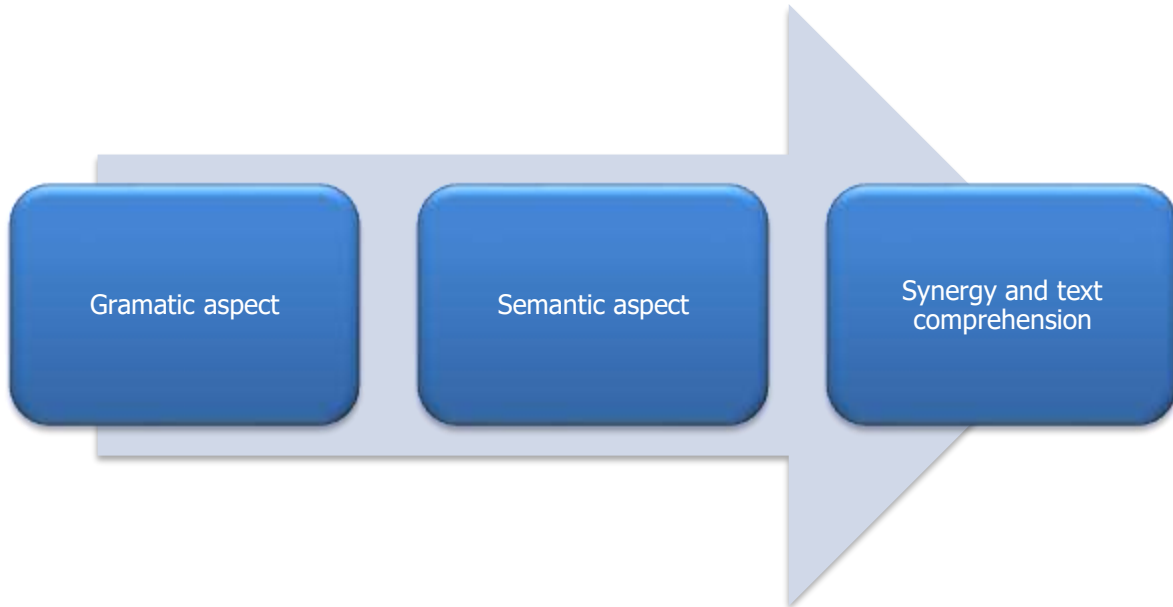 Gramatic aspect
Semantic aspect
Synergy and text
comprehension